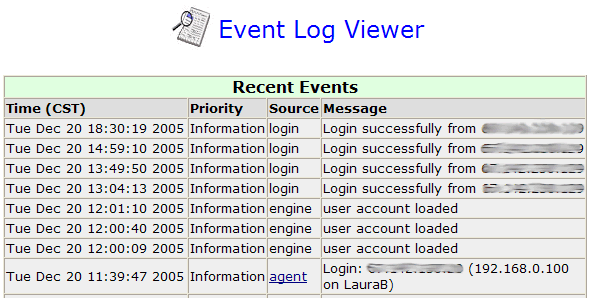 Event Log Viewer
Recent Events
Time (CST) Priority Source Message
Tue Dec 20 18:30:19 2005 Information login Login successfully from
Tue Dec 20 14:59:10 2005 Information login Login successfully from
Tue Dec 20 13:49:50 2005 Information login Login successfully from
Tue Dec 20 13:04:13 2005 Information login Login successfully from
Tue Dec 20 12:01:10 2005 Information engine user account loaded
Tue Dec 20 12:00:40 2005 Information engine user account loaded
Tue Dec 20 12:00:09 2005 Information engine user account loaded
Tue Dec 20 11:39:47 2005 Information agent Login: (192.168.0.100
on LauraB)